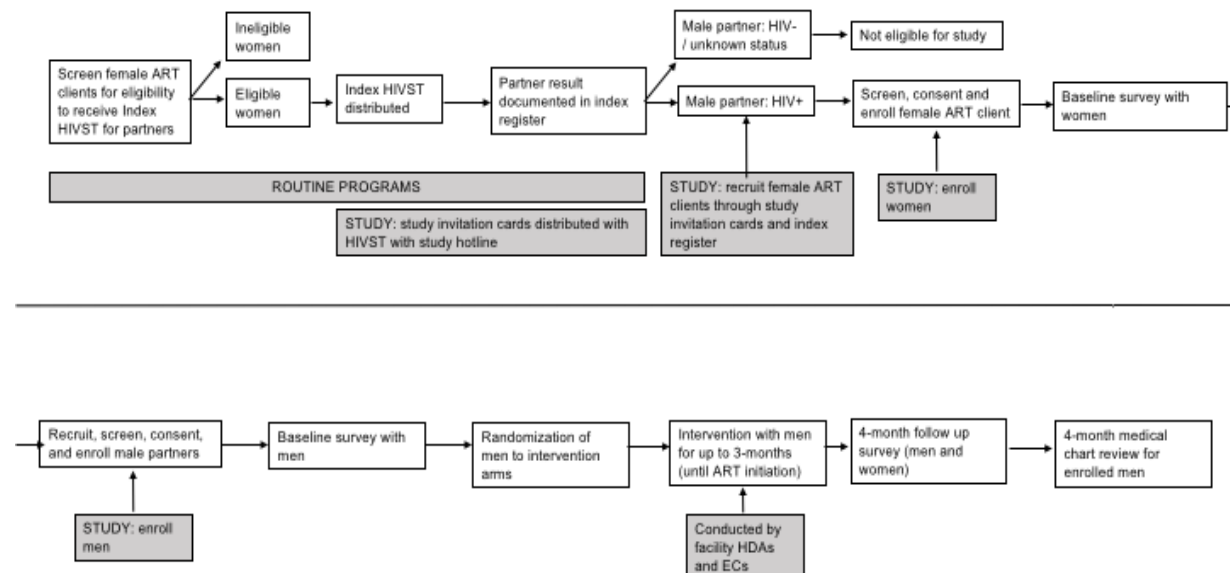 Ineligible
women
Male partner: HIV-
/ unknown status
Not eligible for study
Screen female ART
clients for eligibility
to receive Index
HIVST for partners
Eligible
women
Index HIVST
distributed
Partner result
documented in index
register
Male partner: HIV+
Screen, consent and
enroll female ART client
Baseline survey with
women
ROUTINE PROGRAMS
STUDY: study invitation cards distributed with
HIVST with study hotline
STUDY: recruit female ART
clients through study
invitation cards and index
register
STUDY: enroll
women
Recruit, screen, consent,
and enroll male partners
Baseline survey with
men
Randomization of
men to intervention
arms
Intervention with men
for up to 3-months
(until ART initiation)
4-month follow up
survey (men and
women)
4-month medical
chart review for
enrolled men
STUDY: enroll
men
Conducted by
facility HDAs
and ECs